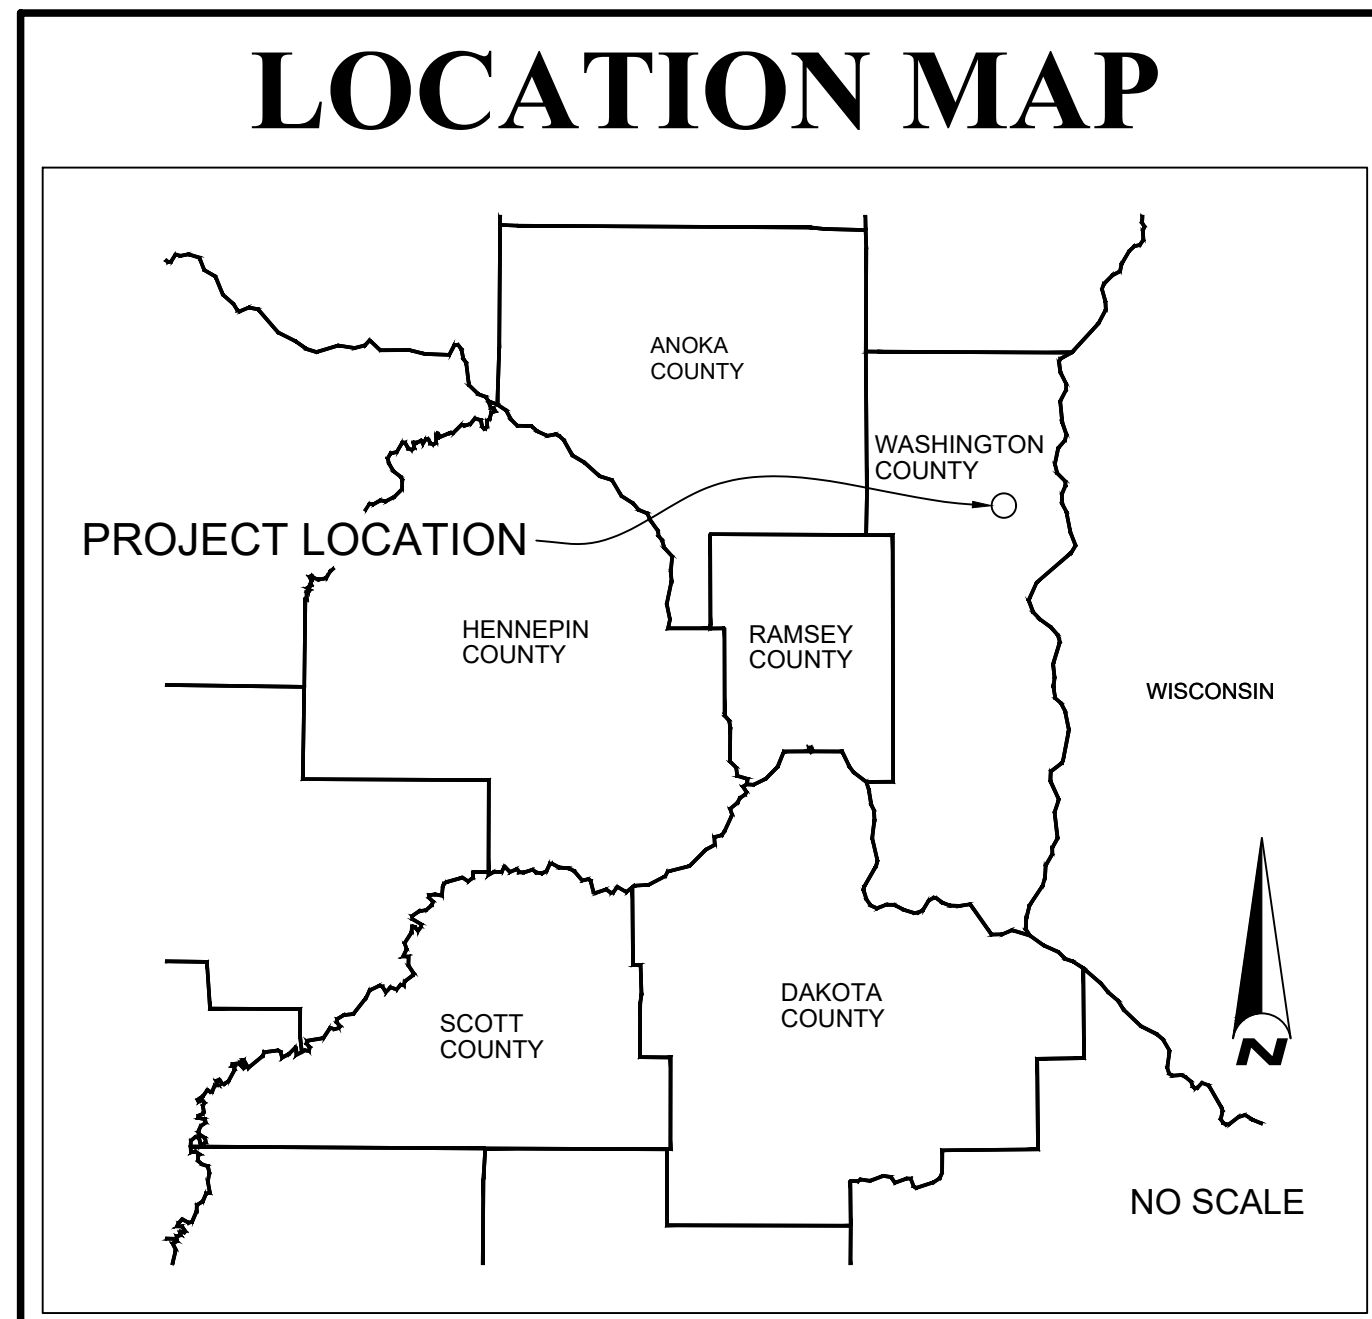 LOCATION MAP
ANOKA
COUNTY
WASHINGTON
COUNTY
PROJECT LOCATION
HENNEPIN
COUNTY
RAMSEY
COUNTY
WISCONSIN
DAKOTA
COUNTY
SCOTT
COUNTY
N
NO SCALE